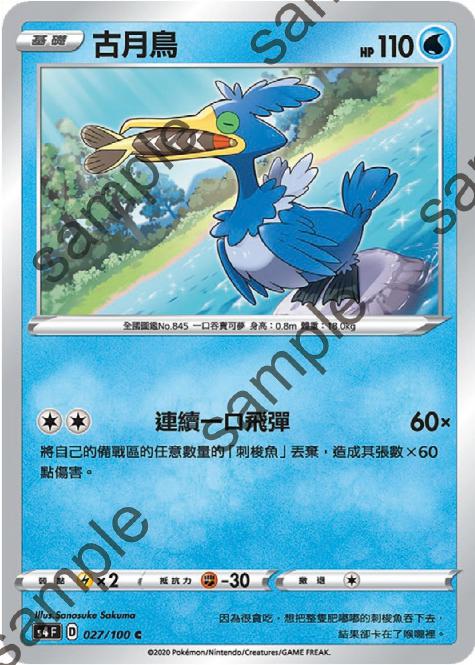 基礎 古月鳥 HP 110
全國圖鑑No.845 一口吞寶可夢 身高：0.8m 體重：18.0kg
連續一口飛彈 60×
將自己的備戰區的任意數量的「刺梭魚」丟棄，造成其張數×60
點傷害。
弱點 ×2 抵抗力 -30 撤退
Illus. Sanosuke Sakuma
s4F D 027/100 C
因為很貪吃，想把整隻肥嘟嘟的刺梭魚吞下去，
結果卻卡在了喉嚨裡。
©2020 Pokémon/Nintendo/Creatures/GAME FREAK.
sample
sample
sample
sample
sample
sample